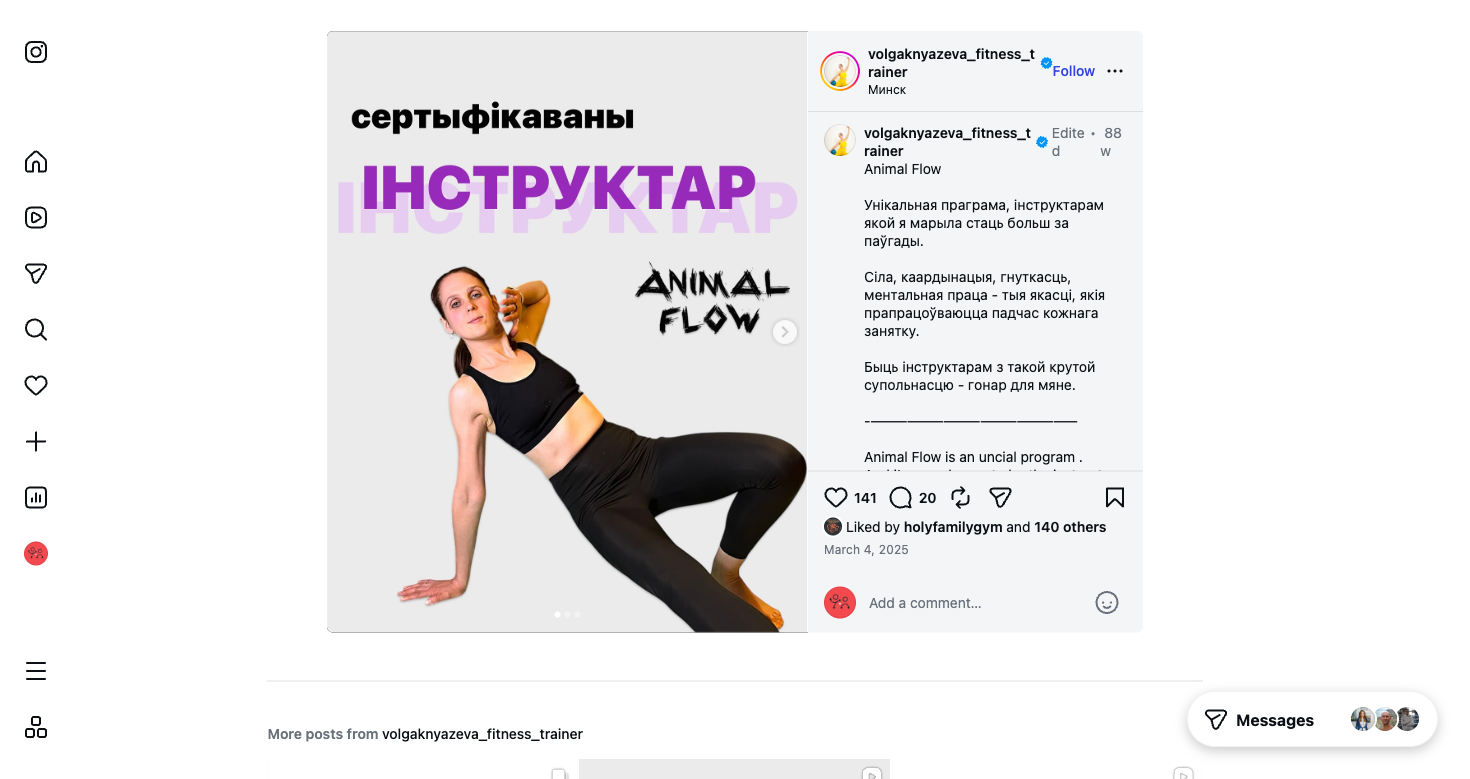 сертыфікаваны
ІНСТРУКТАР
ІНСТРУКТАР
ANIMAL
FLOW
volgaknyazeva_fitness_t
rainer
Follow
Минск
volgaknyazeva_fitness_t
rainer
Edite
d
• 88
w
Animal Flow
Унікальная праграма, інструктарам
якой я марыла стаць больш за
паўгады.
Сіла, каардынацыя, гнуткасць,
ментальная праца - тыя якасці, якія
прапрацоўваюцца падчас кожнага
занятку.
Быць інструктарам з такой крутой
супольнасцю - гонар для мяне.
Animal Flow is an uncial program .
141
20
Liked by holyfamilygym and 140 others
March 4, 2025
Add a comment...
More posts from volgaknyazeva_fitness_trainer
Messages